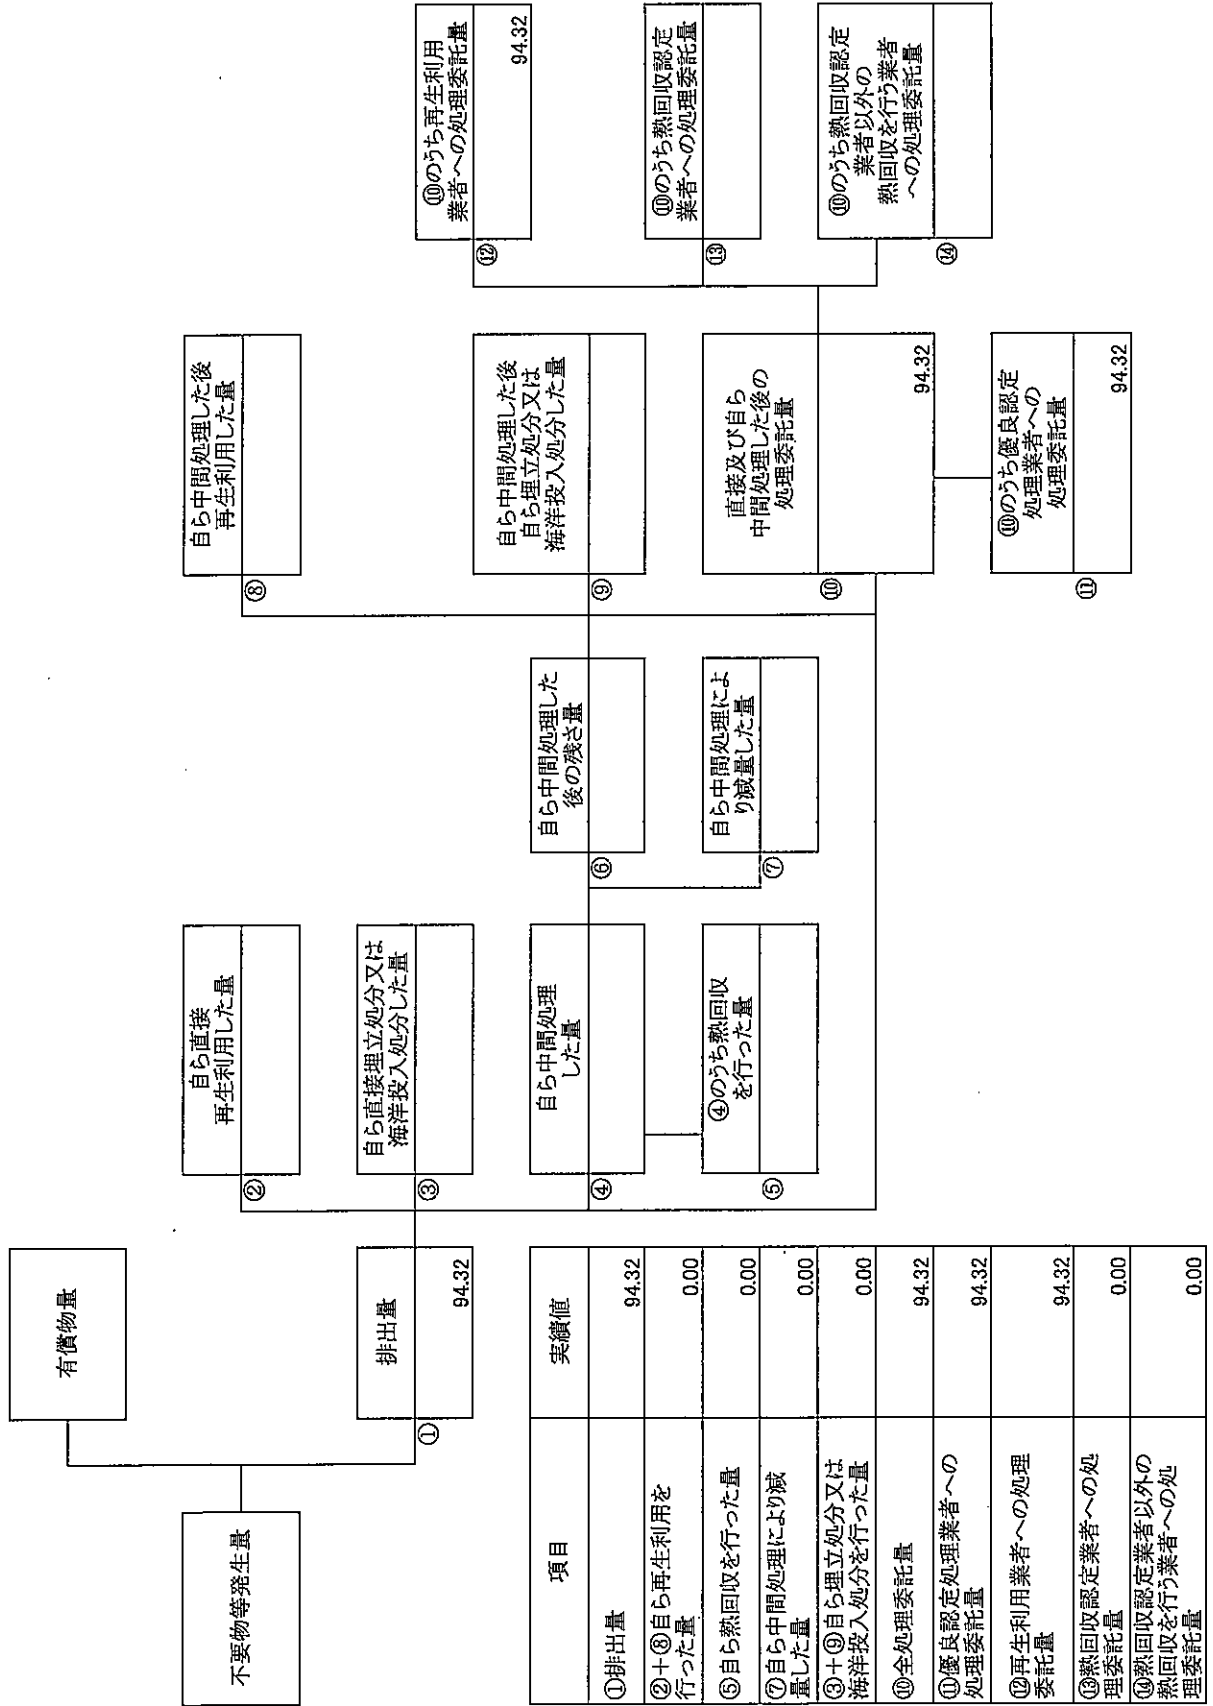 不要物等発生量
有償物量
①
排出量
94.32
②
自ら直接
再生利用した量
③
自ら直接埋立処分又は
海洋投入処分した量
④
自ら中間処理
した量
⑤
④のうち熱回収
を行った量
⑥
自ら中間処理した
後の残さ量
⑦
自ら中間処理によ
り減量した量
⑧
自ら中間処理した後
再生利用した量
⑨
自ら中間処理した後
自ら埋立処分又は
海洋投入処分した量
⑩
直接及び自ら
中間処理した後の
処理委託量
94.32
⑪
⑩のうち優良認定
処理業者への
処理委託量
94.32
⑫
⑩のうち再生利用
業者への処理委託量
94.32
⑬
⑩のうち熱回収認定
業者への処理委託量
⑭
⑩のうち熱回収認定
業者以外の
熱回収を行う業者
への処理委託量
項目
実績値
①排出量
94.32
②+⑧自ら再生利用を
行った量
0.00
⑤自ら熱回収を行った量
0.00
⑦自ら中間処理により減
量した量
0.00
③+⑨自ら埋立処分又は
海洋投入処分を行った量
0.00
⑩全処理委託量
94.32
⑪優良認定処理業者への
処理委託量
94.32
⑫再生利用業者への処理
委託量
94.32
⑬熱回収認定業者への処
理委託量
0.00
⑭熱回収認定業者以外の
熱回収を行う業者への処
理委託量
0.00